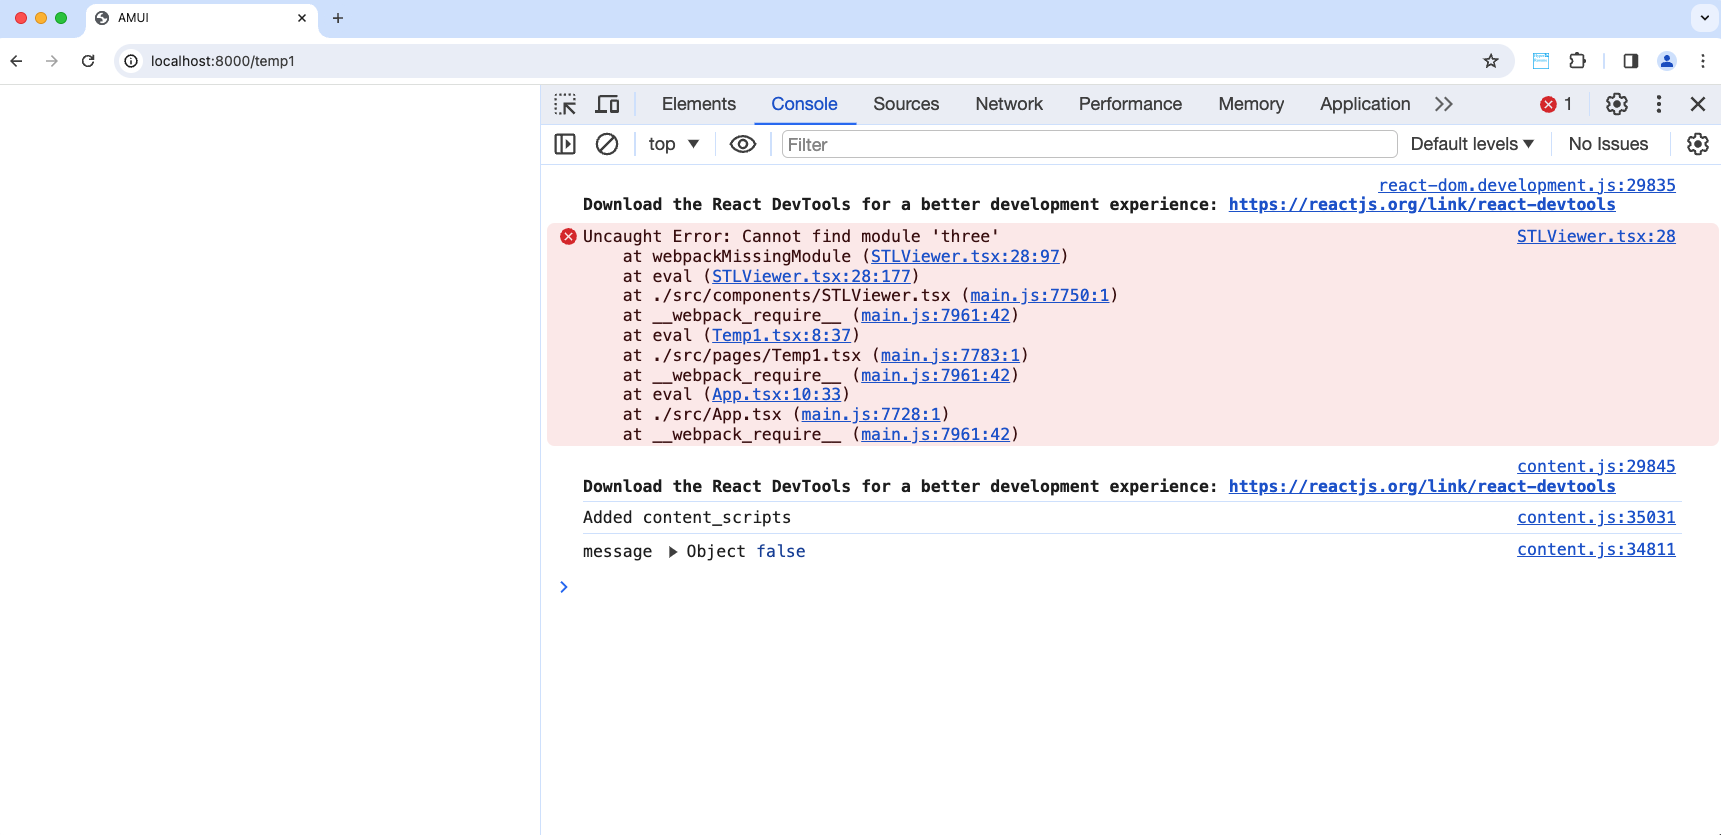 AMUI
localhost:8000/temp1
Elements Console Sources Network Performance Memory Application 1
top Filter Default levels No Issues
react-dom.development.js:29835
Download the React DevTools for a better development experience: https://reactjs.org/link/react-devtools
Uncaught Error: Cannot find module 'three' STLViewer.tsx:28
at webpackMissingModule (STLViewer.tsx:28:97)
at eval (STLViewer.tsx:28:177)
at ./src/components/STLViewer.tsx (main.js:7750:1)
at __webpack_require__ (main.js:7961:42)
at eval (Temp1.tsx:8:37)
at ./src/pages/Temp1.tsx (main.js:7783:1)
at __webpack_require__ (main.js:7961:42)
at eval (App.tsx:10:33)
at ./src/App.tsx (main.js:7728:1)
at __webpack_require__ (main.js:7961:42)
content.js:29845
Download the React DevTools for a better development experience: https://reactjs.org/link/react-devtools
Added content_scripts content.js:35031
message Object false content.js:34811